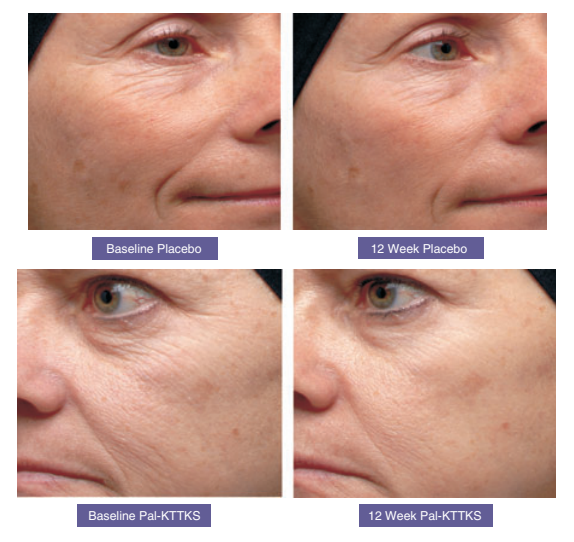 Baseline Placebo
12 Week Placebo
Baseline Pal-KTTKS
12 Week Pal-KTTKS